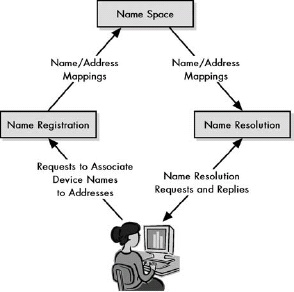 Name Space
Name/Address
Mappings
Name/Address
Mappings
Name Registration
Name Resolution
Requests to Associate
Device Names
to Addresses
Name Resolution
Requests and Replies